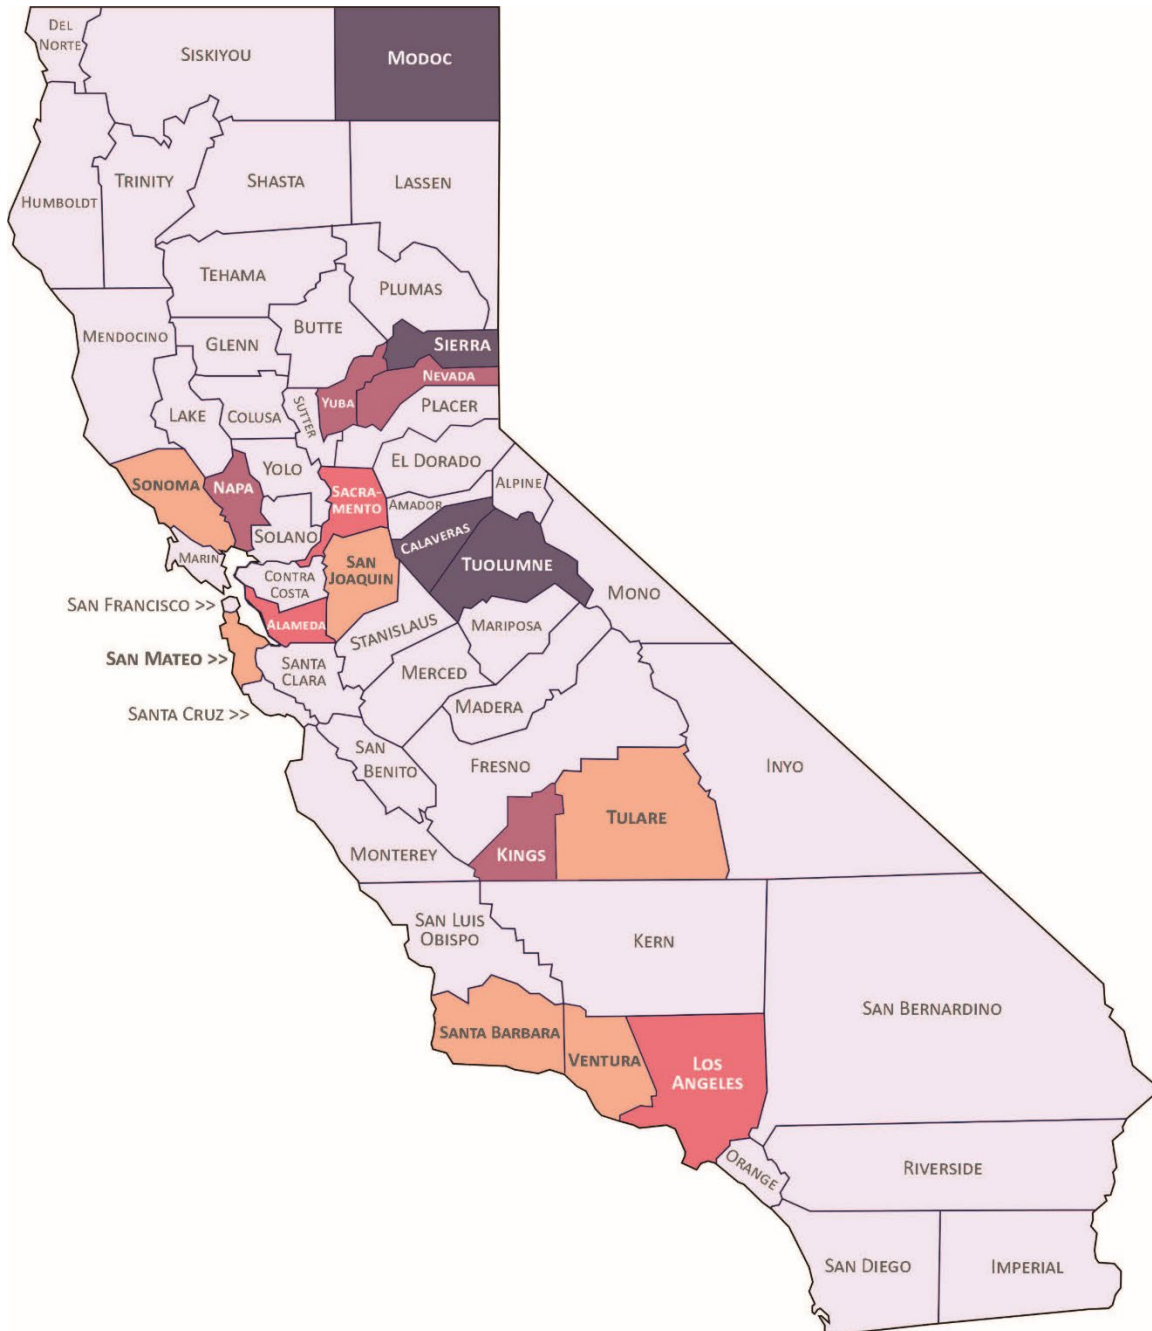 DEL
NORTE
SISKIYOU
MODOC
HUMBOLDT
TRINITY
SHASTA
LASSEN
TEHAMA
PLUMAS
MENDOCINO
GLENN
BUTTE
SIERRA
NEVADA
LAKE
COLUSA
SUTTER
YUBA
PLACER
SONOMA
NAPA
YOLO
SACRA-
MENTO
EL DORADO
ALPINE
AMADOR
SOLANO
CALAVERAS
TUOLUMNE
MARIN
CONTRA
COSTA
SAN
JOAQUIN
MONO
SAN FRANCISCO >>
ALAMEDA
STANISLAUS
MARIPOSA
SAN MATEO >>
SANTA
CLARA
MERCED
MADERA
SANTA CRUZ >>
SAN
BENITO
FRESNO
INYO
TULARE
MONTEREY
KINGS
SAN LUIS
OBISPO
KERN
SAN BERNARDINO
SANTA BARBARA
VENTURA
LOS
ANGELES
ORANGE
RIVERSIDE
SAN DIEGO
IMPERIAL